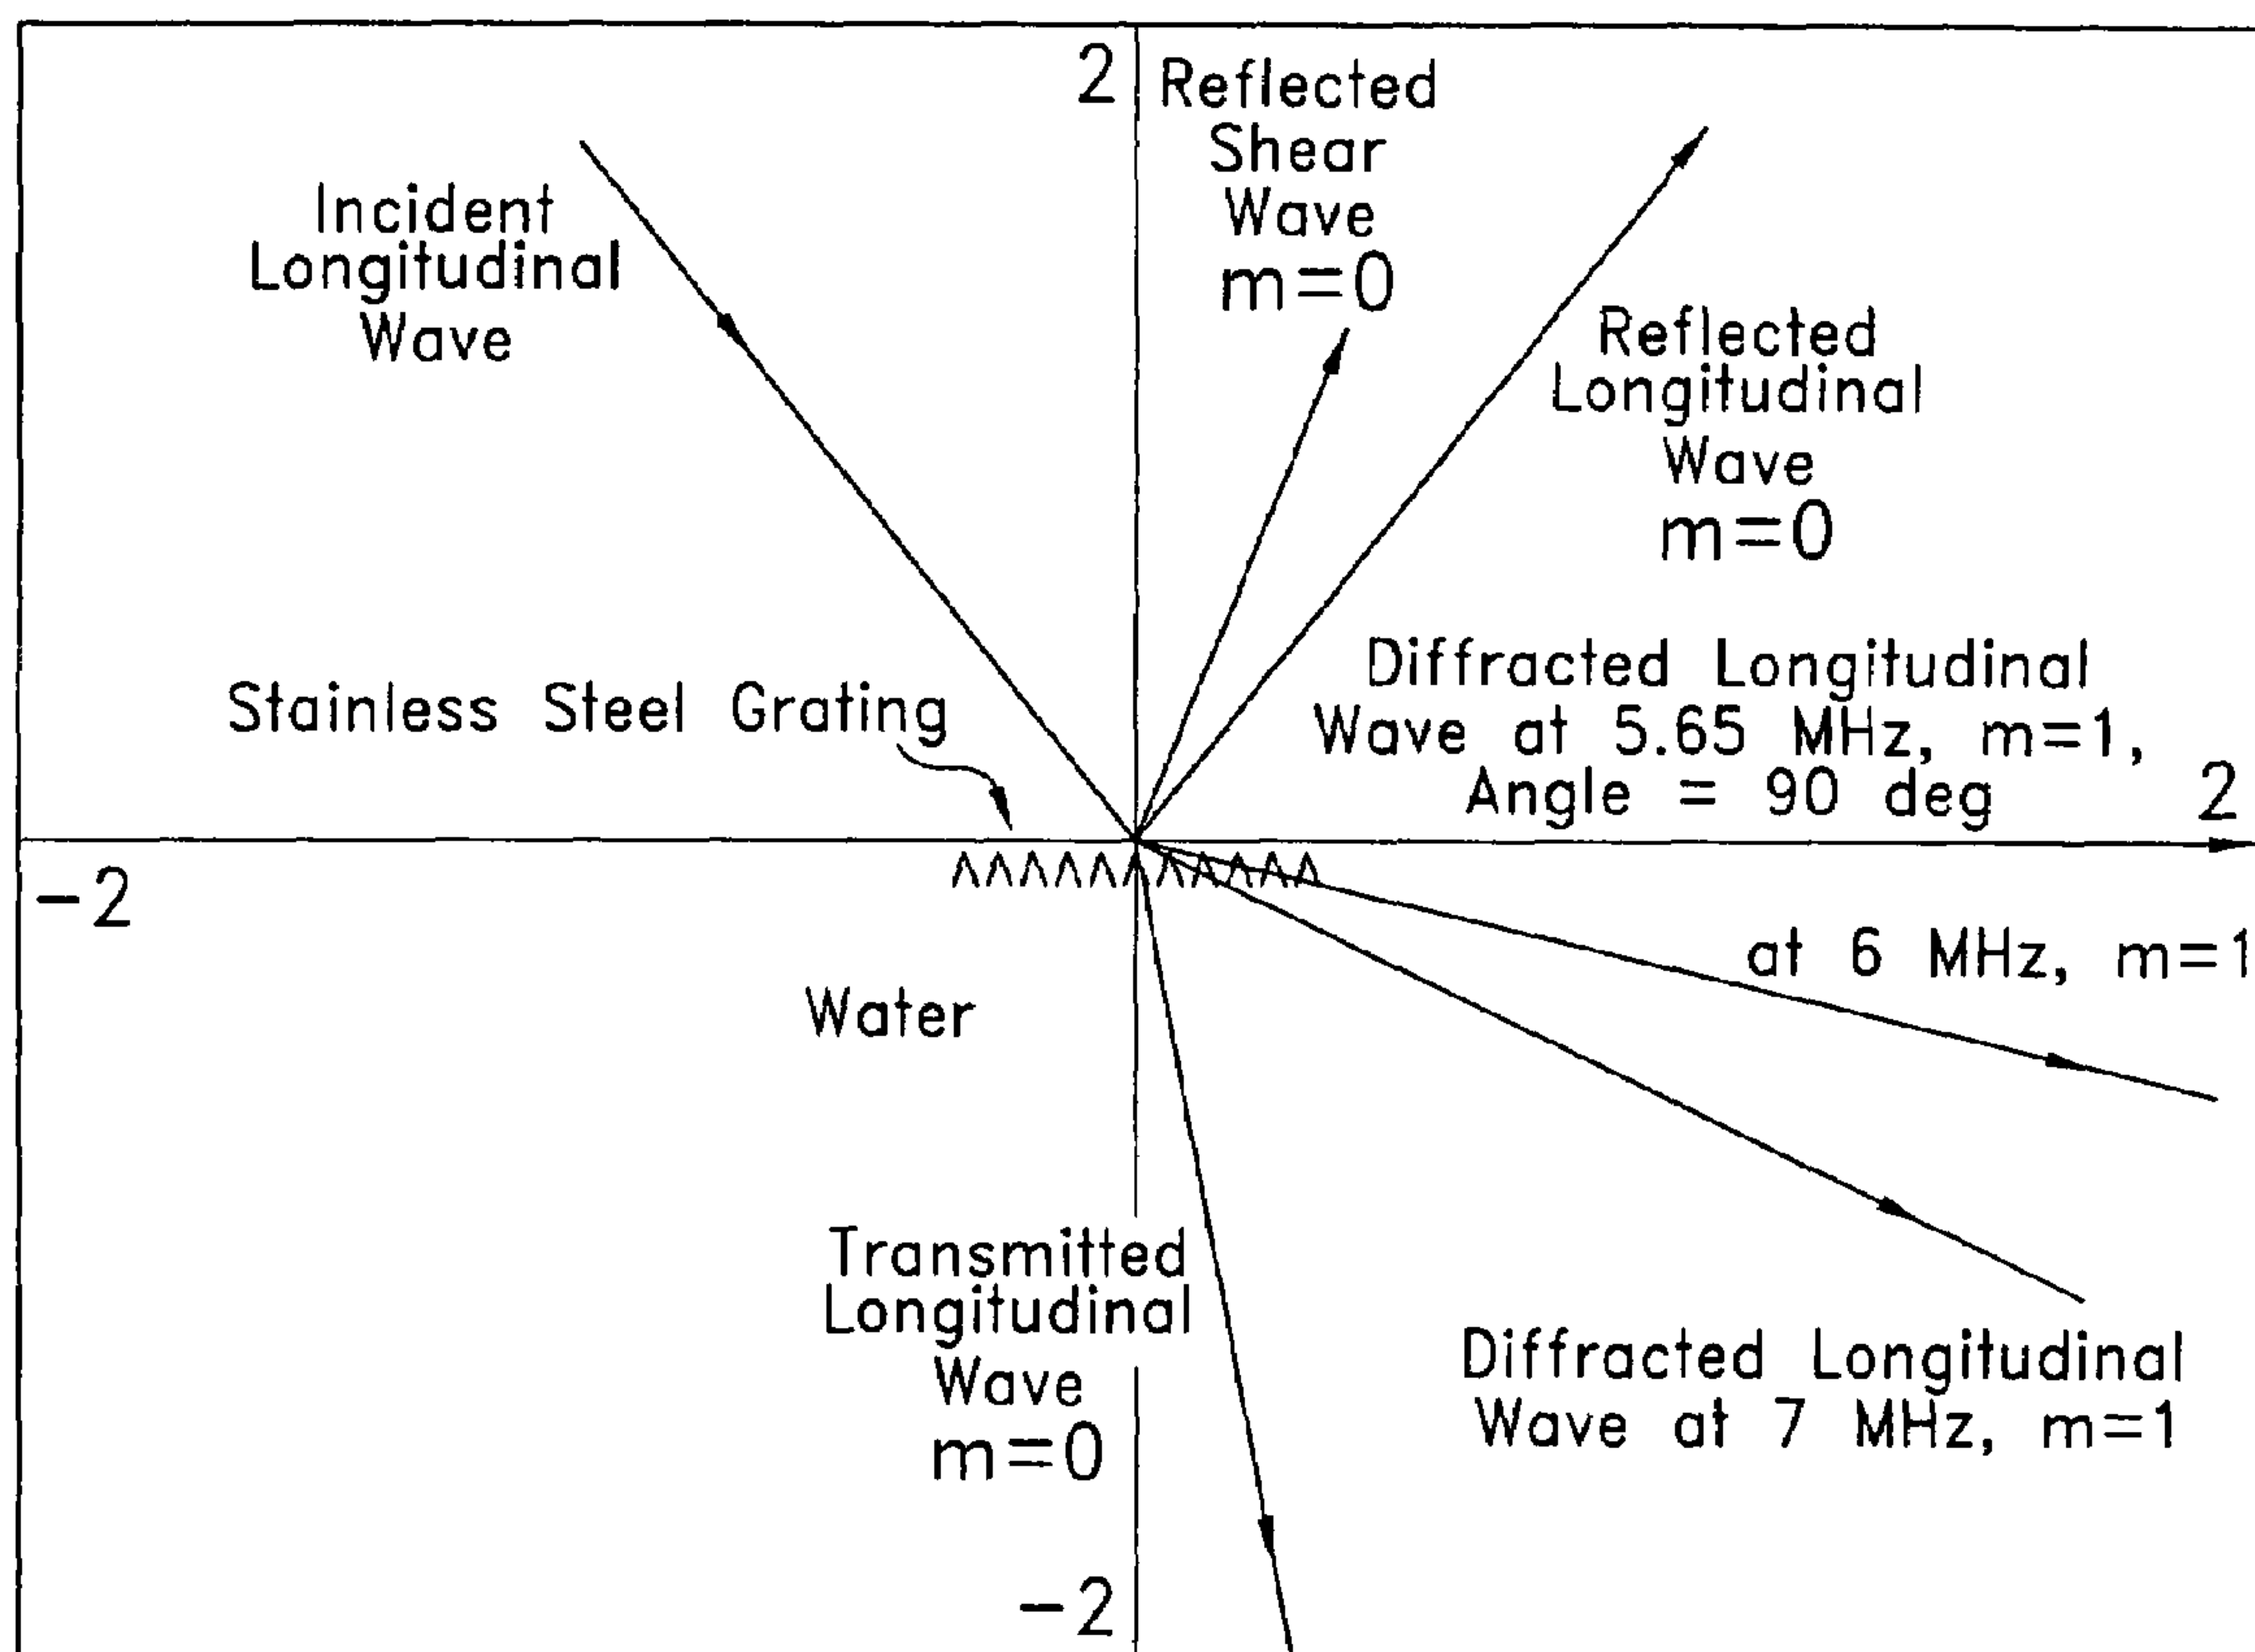 2
Reflected
Shear
Wave
m=0
Incident
Longitudinal
Wave
Reflected
Longitudinal
Wave
m=0
Stainless Steel Grating
Diffracted Longitudinal
Wave at 5.65 MHz, m=1,
Angle = 90 deg
2
-2
at 6 MHz, m=1
Water
Transmitted
Longitudinal
Wave
m=0
Diffracted Longitudinal
Wave at 7 MHz, m=1
-2